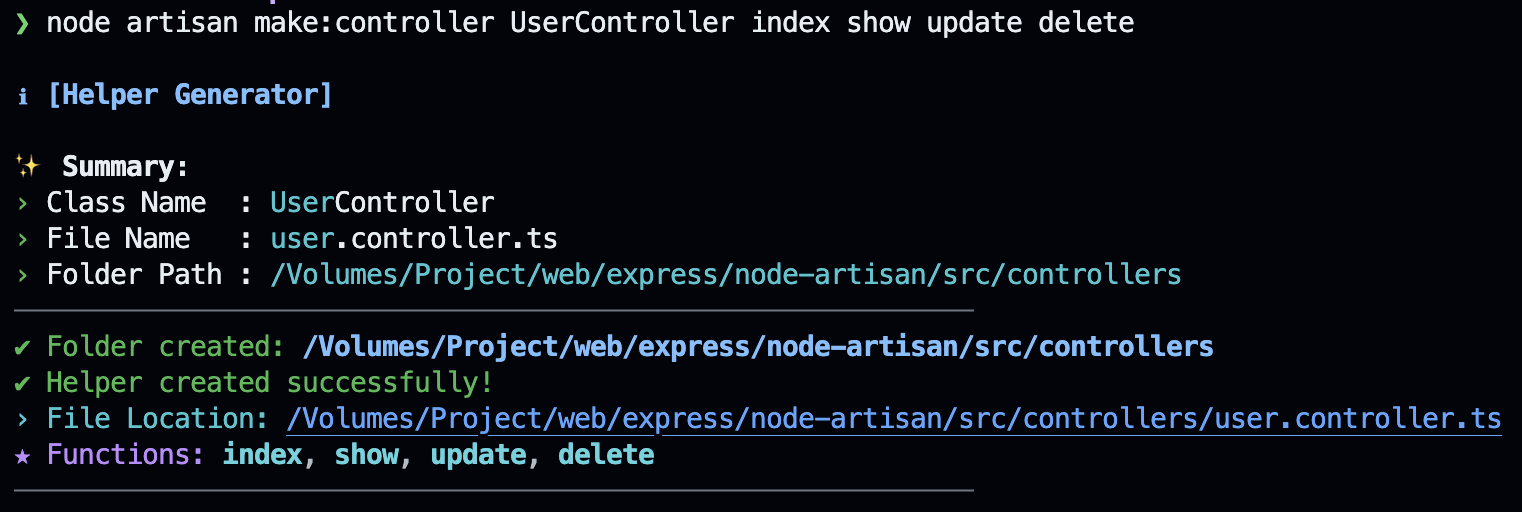 ❯ node artisan make:controller UserController index show update delete
ℹ [Helper Generator]
✨ Summary:
› Class Name  : UserController
› File Name   : user.controller.ts
› Folder Path : /Volumes/Project/web/express/node-artisan/src/controllers
✔ Folder created: /Volumes/Project/web/express/node-artisan/src/controllers
✔ Helper created successfully!
› File Location: /Volumes/Project/web/express/node-artisan/src/controllers/user.controller.ts
★ Functions: index, show, update, delete